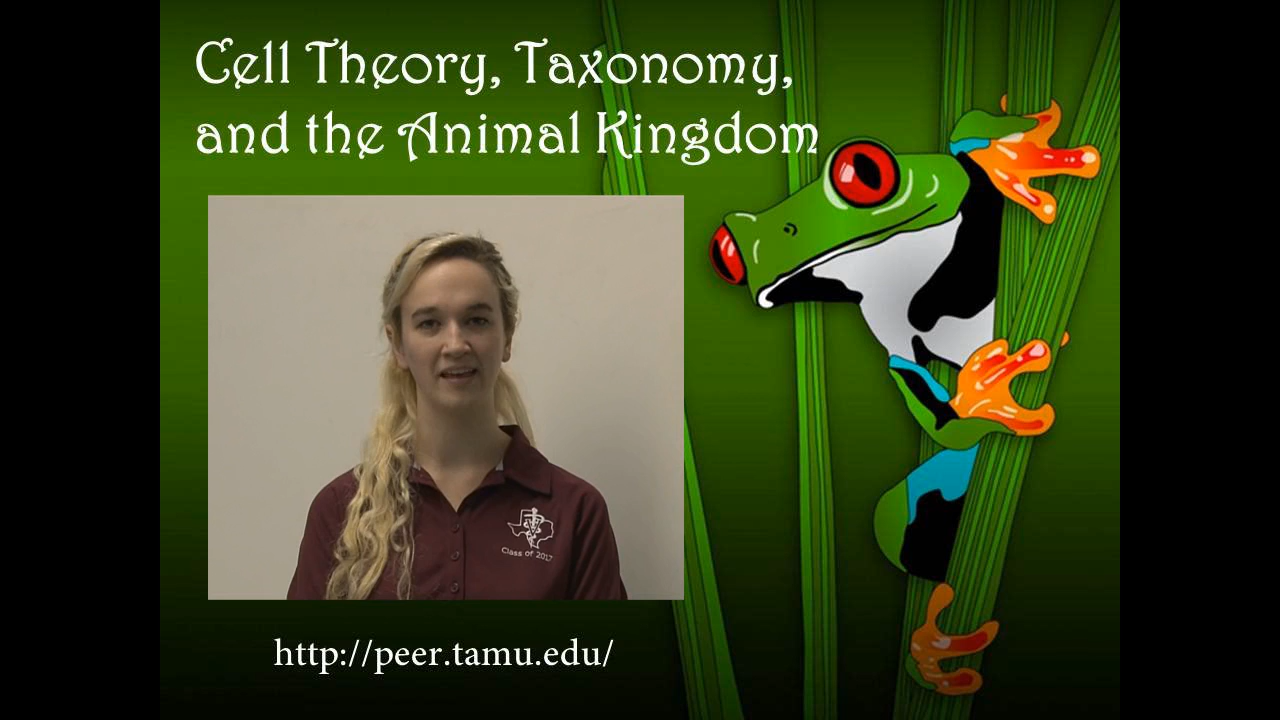 Cell Theory, Taxonomy,
and the Animal Kingdom
Class of 2017
http://peer.tamu.edu/